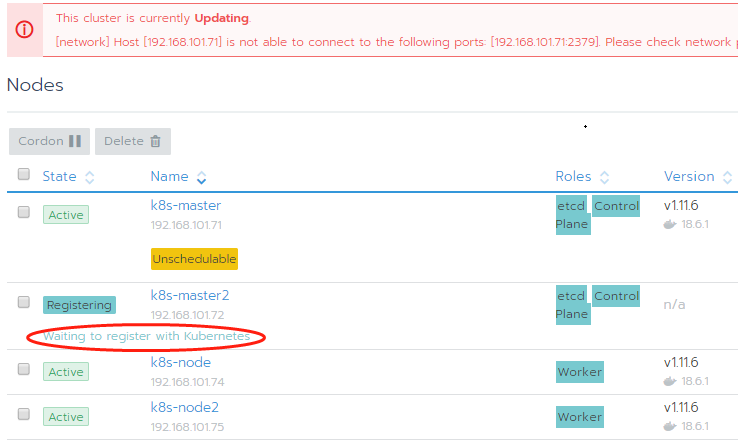 This cluster is currently Updating.
[network] Host [192.168.101.71] is not able to connect to the following ports: [192.168.101.71:2379]. Please check network
Nodes
Cordon Delete
State Name Roles Version
Active k8s-master etcd Control v1.11.6
192.168.101.71 Plane 18.6.1
Unschedulable
Registering k8s-master2 etcd Control n/a
192.168.101.72 Plane
Waiting to register with Kubernetes
Active k8s-node Worker v1.11.6
192.168.101.74 18.6.1
Active k8s-node2 Worker v1.11.6
192.168.101.75 18.6.1